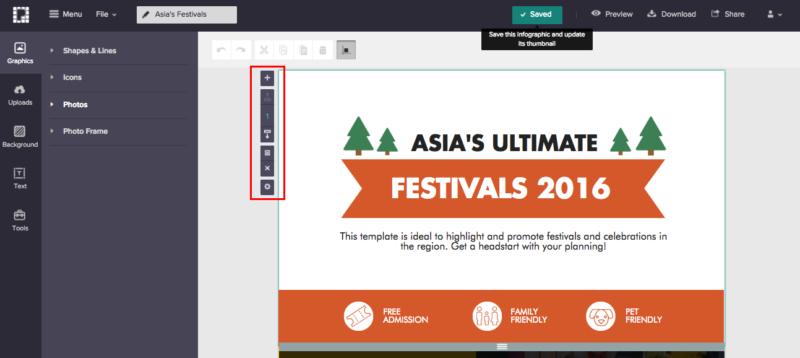 Menu
File
Asia's Festivals
Saved
Preview
Download
Share
Save this infographic and update
its thumbnail
Graphics
Uploads
Background
Text
Tools
Shapes & Lines
Icons
Photos
Photo Frame
1
ASIA'S ULTIMATE
FESTIVALS 2016
This template is ideal to highlight and promote festivals and celebrations in
the region. Get a headstart with your planning!
FREE
ADMISSION
FAMILY
FRIENDLY
PET
FRIENDLY